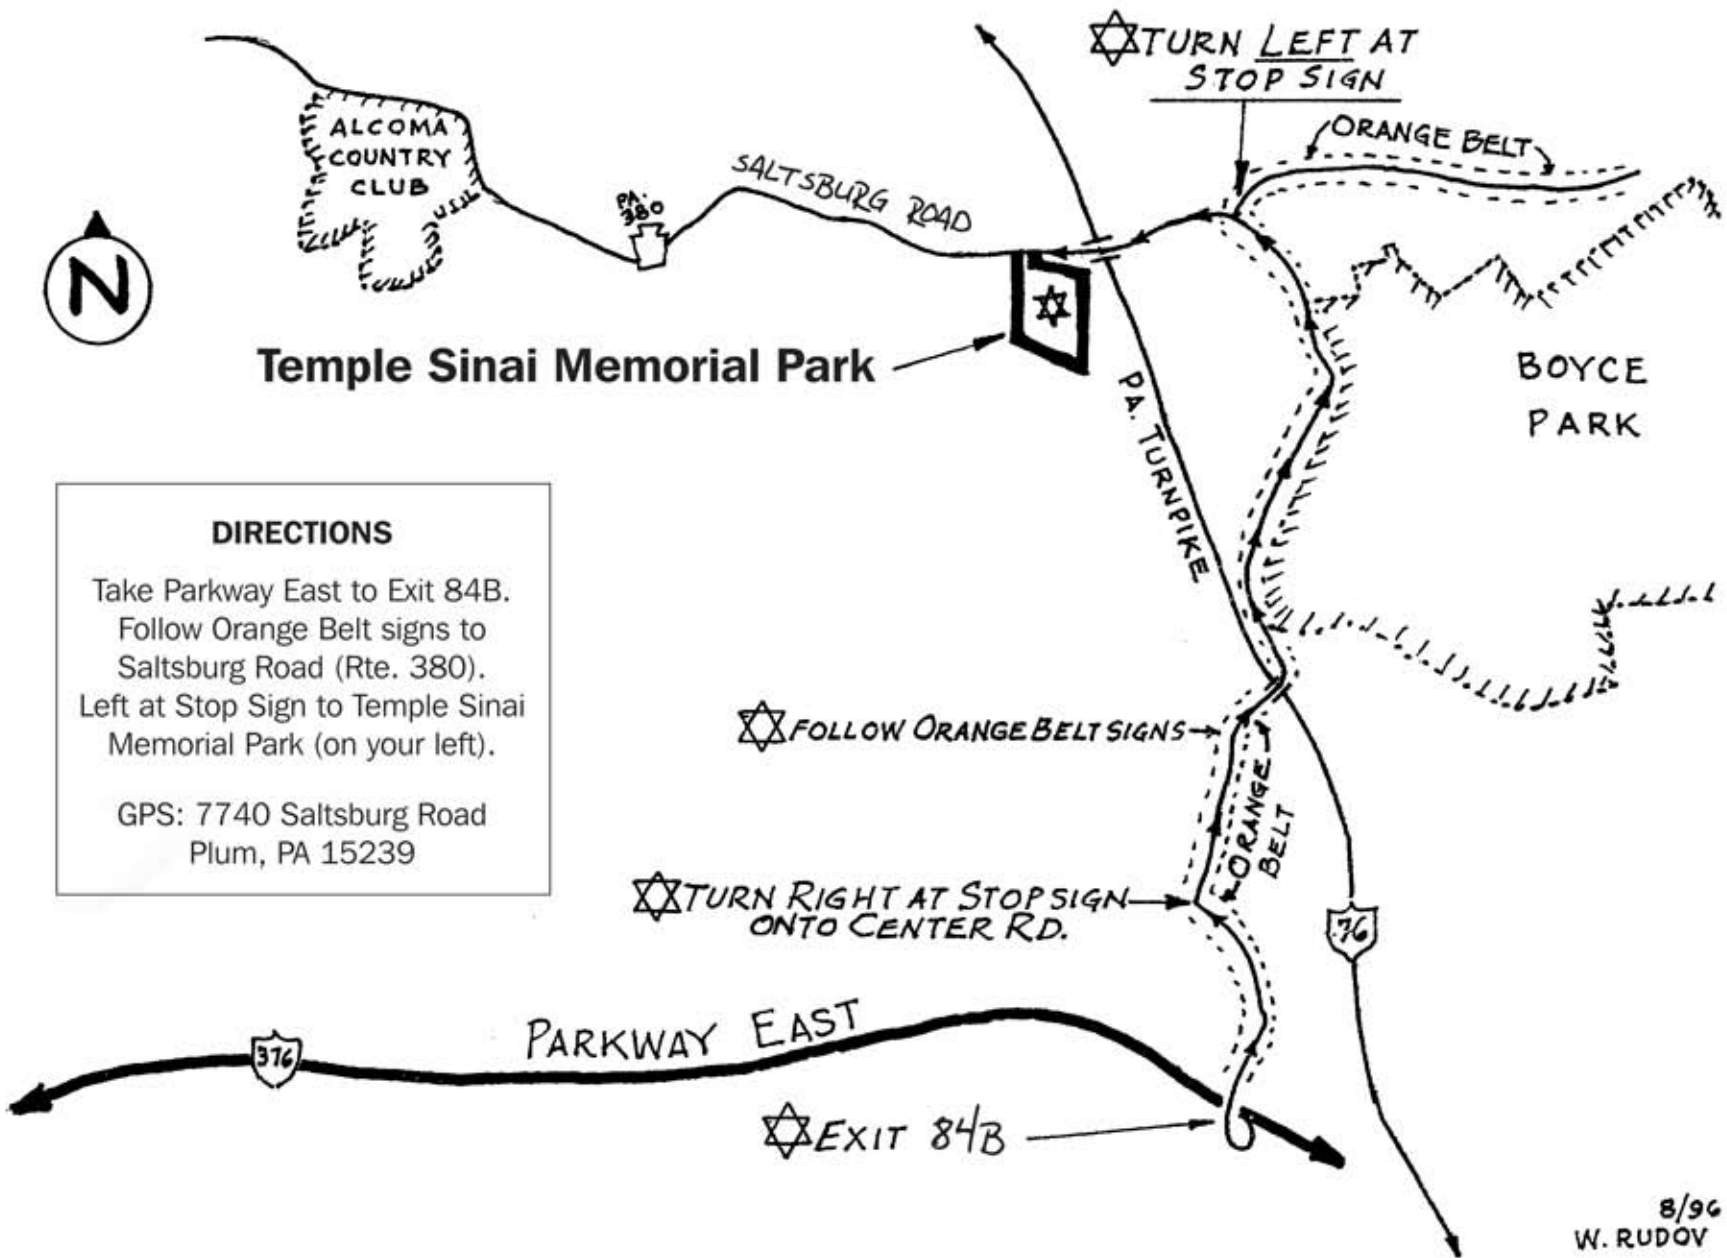 TURN LEFT AT
STOP SIGN
ORANGE BELT
ALCOMA
COUNTRY
CLUB
PA.
380
SALTSBURG ROAD
N
Temple Sinai Memorial Park
PA. TURNPIKE
BOYCE
PARK
DIRECTIONS
Take Parkway East to Exit 84B.
Follow Orange Belt signs to
Saltsburg Road (Rte. 380).
Left at Stop Sign to Temple Sinai
Memorial Park (on your left).
GPS: 7740 Saltsburg Road
Plum, PA 15239
FOLLOW ORANGE BELT SIGNS
ORANGE
BELT
TURN RIGHT AT STOP SIGN
ONTO CENTER RD.
76
376
PARKWAY EAST
EXIT 84B
8/96
W. RUDOV